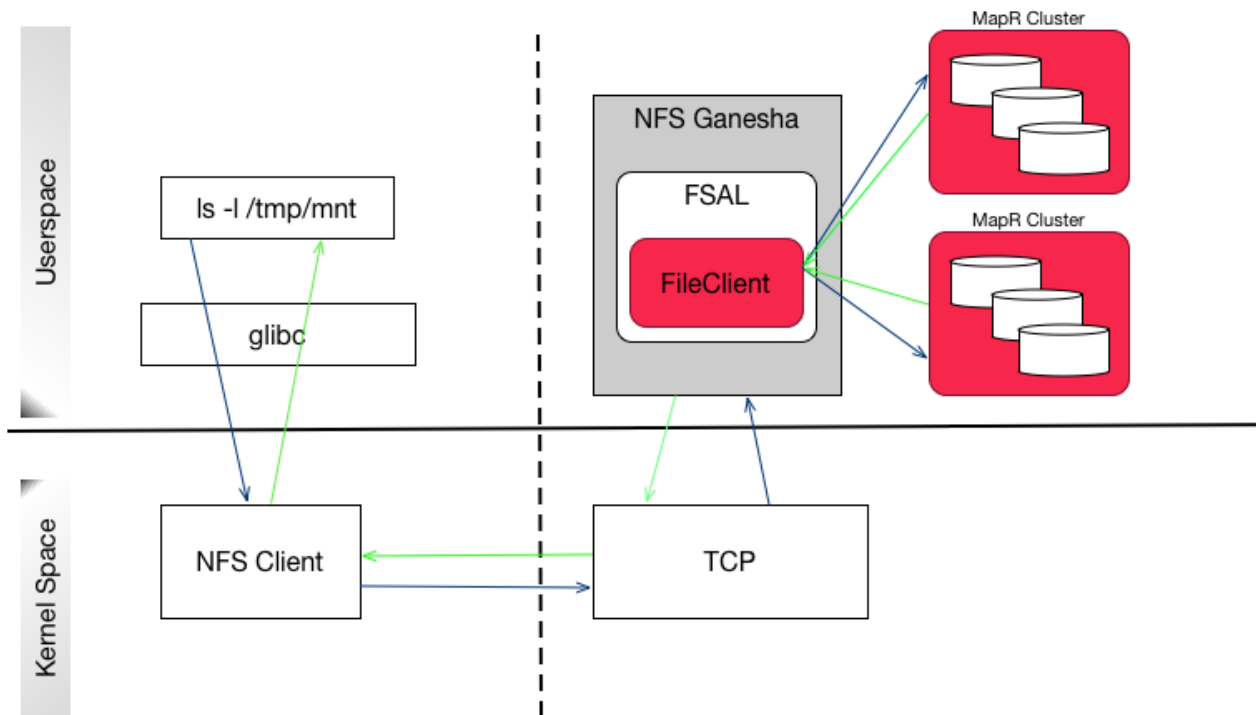 MapR Cluster
Userspace
NFS Ganesha
FSAL
FileClient
ls -l /tmp/mnt
glibc
MapR Cluster
Kernel Space
NFS Client
TCP